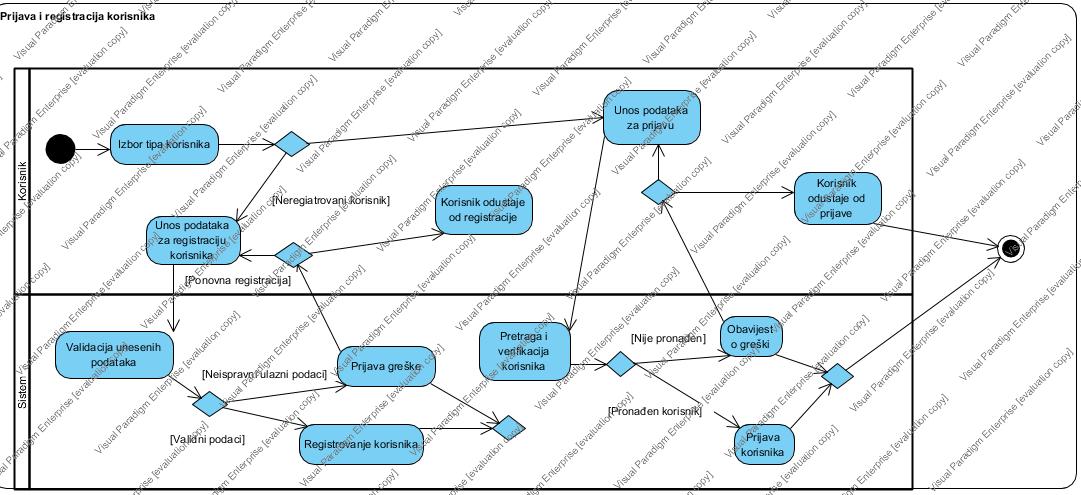 Prijava i registracija korisnika
Korisnik
Izbor tipa korisnika
Unos podataka
za prijavu
[Neregiatrovani korisnik]
Korisnik odustaje
od registracije
Korisnik
odustaje od
prijave
Unos podataka
za registraciju
korisnika
[Ponovna registracija]
Sistem
Validacija unesenih
podataka
[Neispravni ulazni podaci]
Prijava greške
Pretraga i
verifikacija
korisnika
[Nije pronađen]
Obavijest
o greški
[Pronađen korisnik]
[Validni podaci]
Registrovanje korisnika
Prijava
korisnika
Visual Paradigm Enterprise [evaluation copy]